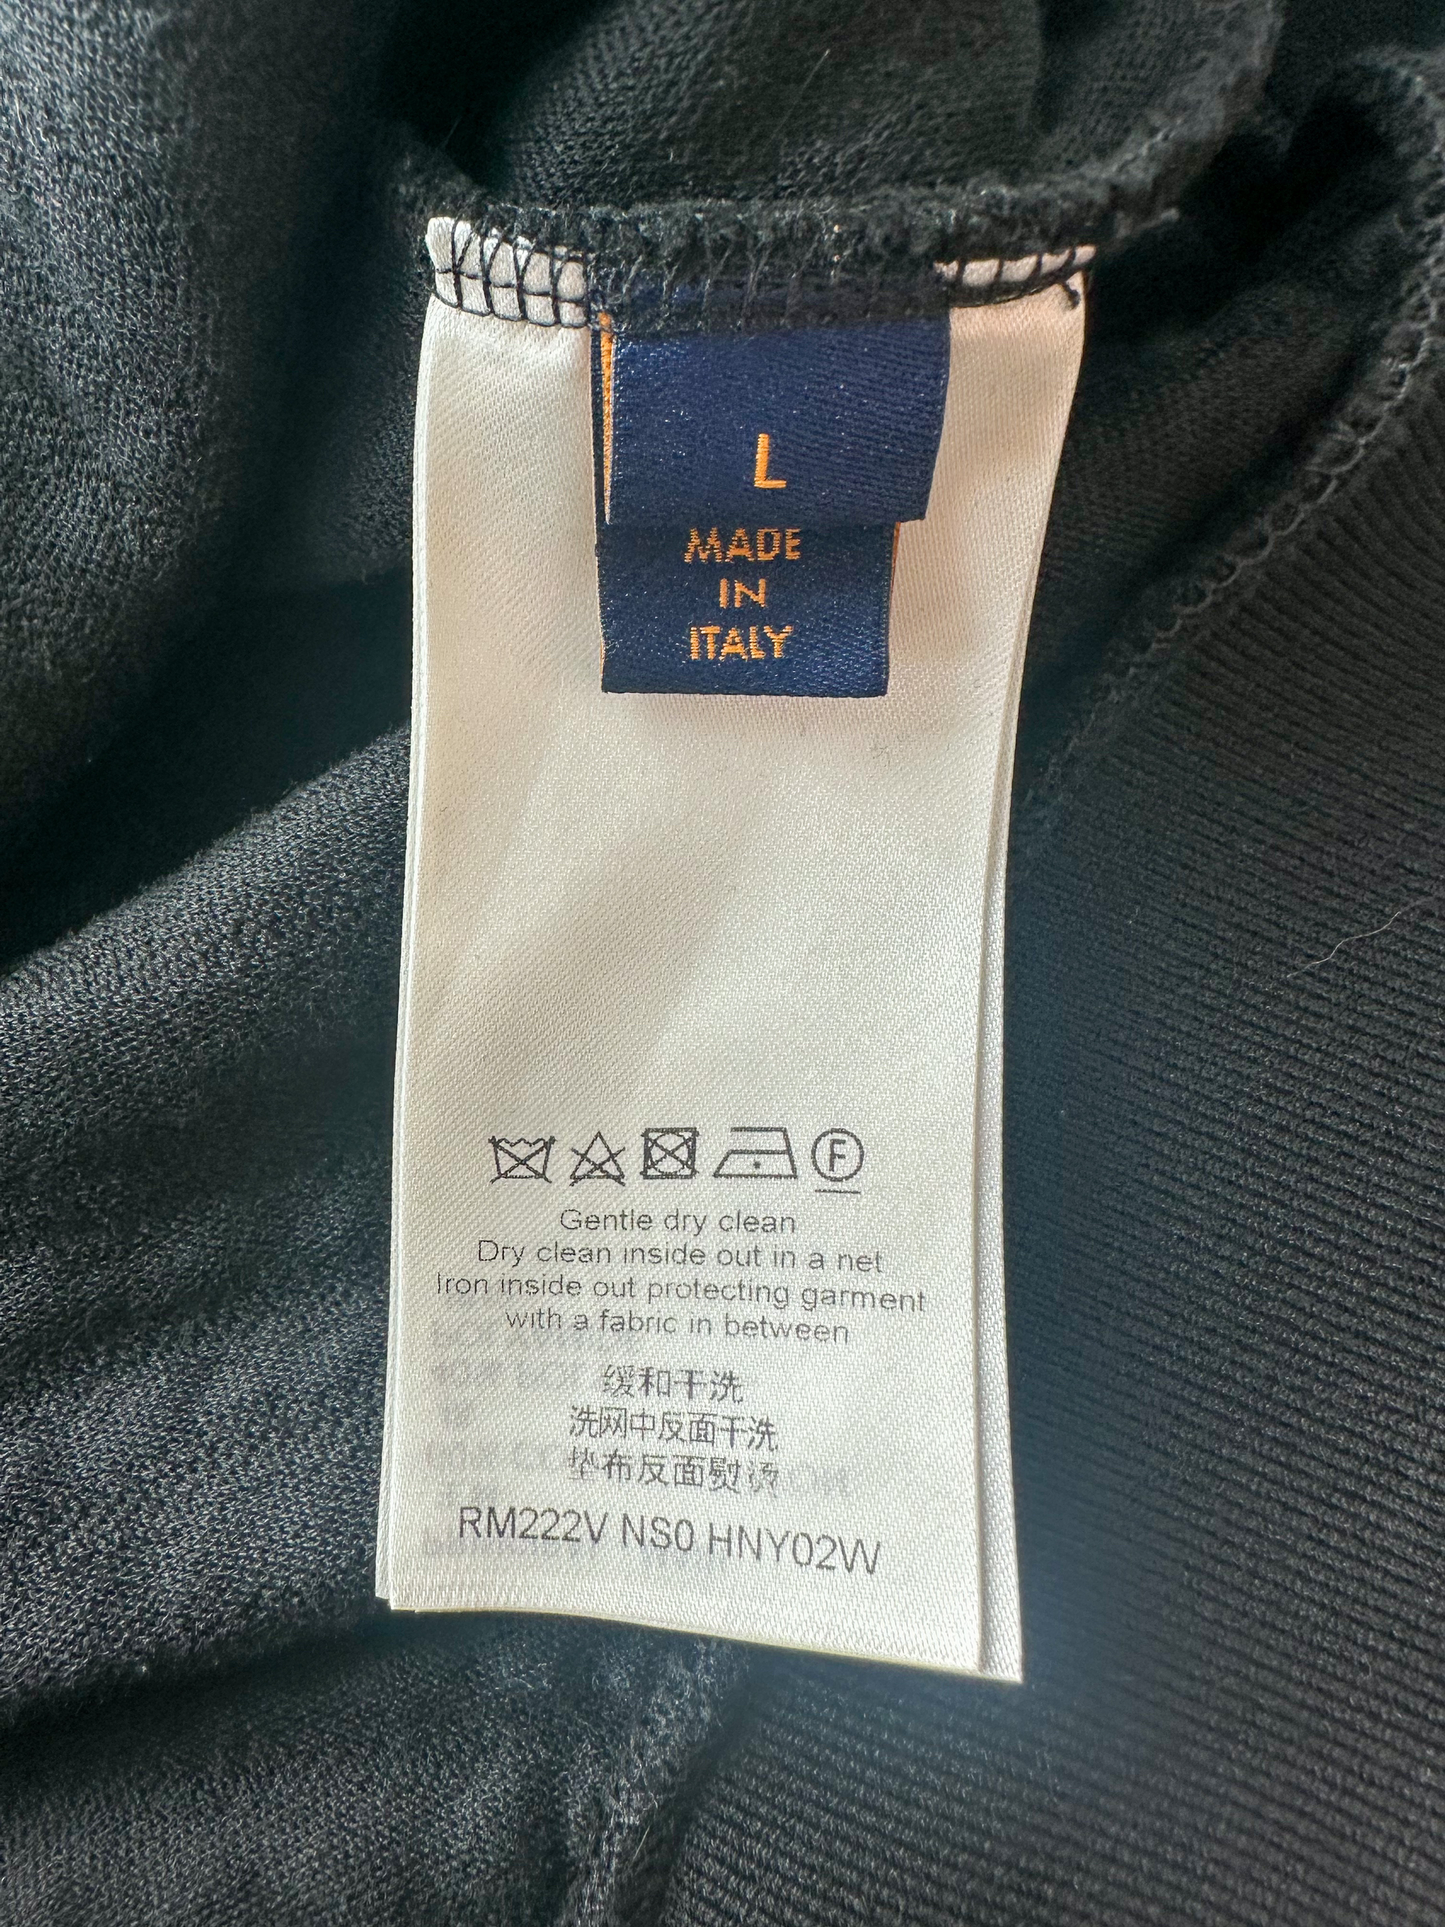 L
MADE
IN
ITALY
F
Gentle dry clean
Dry clean inside out in a net
Iron inside out protecting garment
with a fabric in between
缓和干洗
洗网中反面干洗
垫布反面熨烫
RM222V NS0 HNY02W